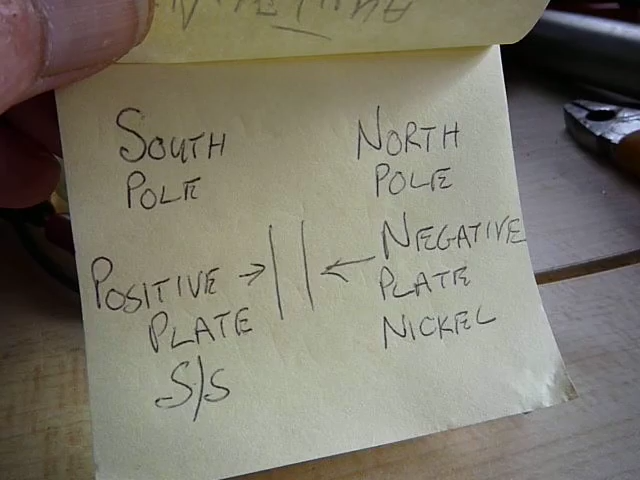 South Pole
Positive Plate
S/S
North Pole
Negative Plate
Nickel